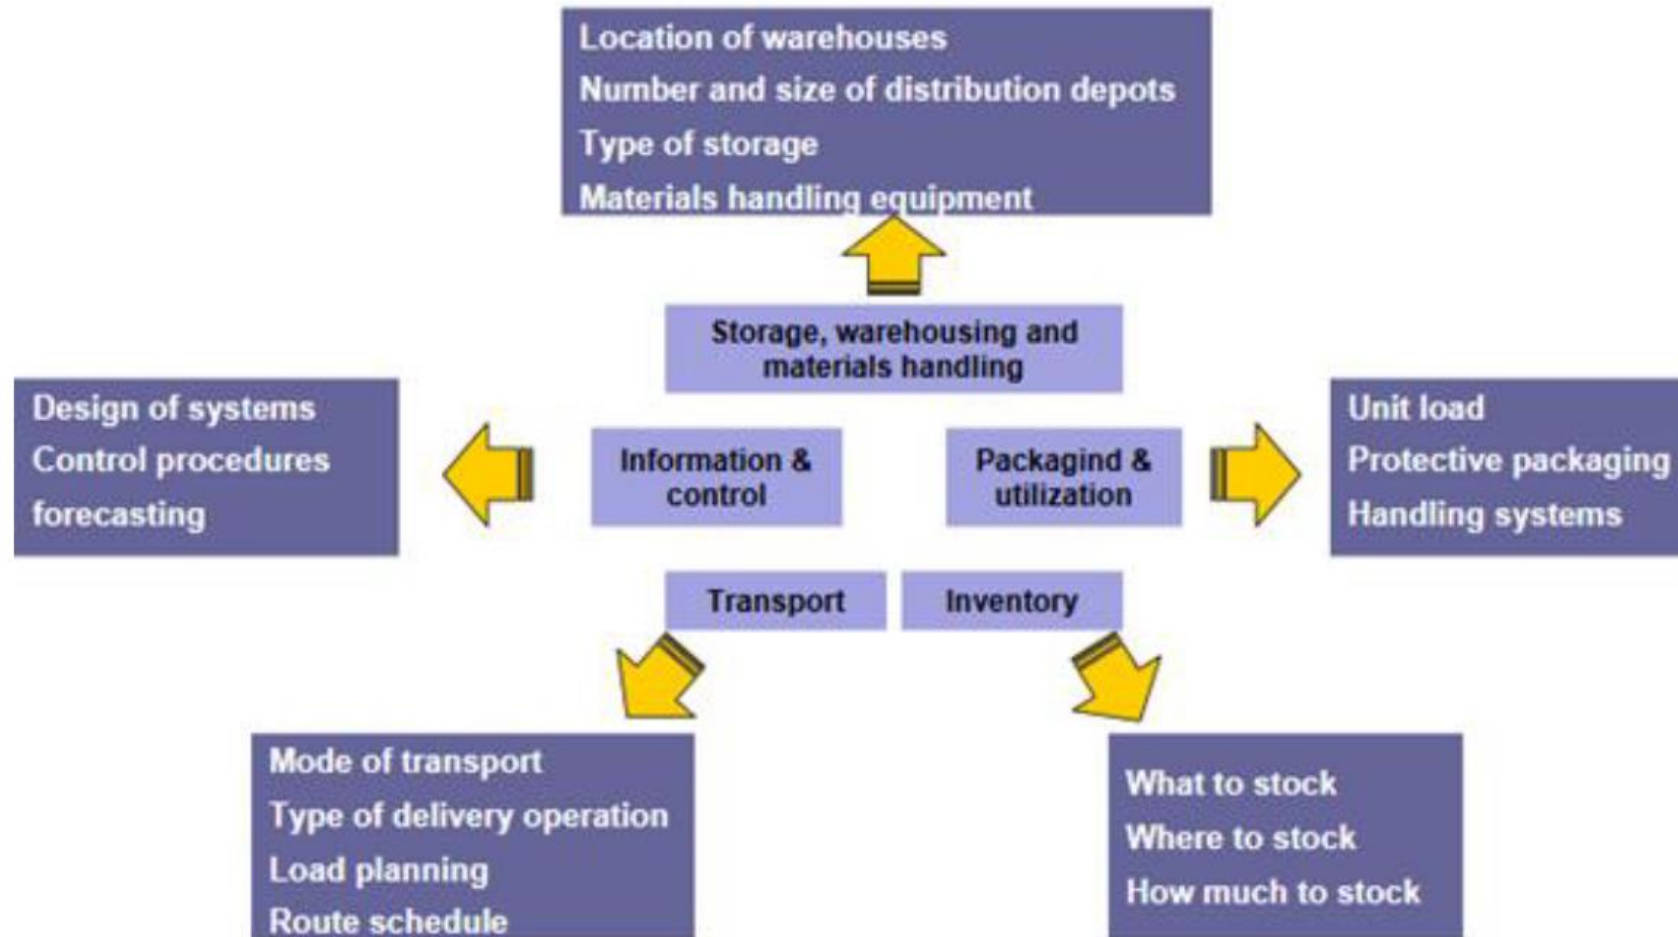 Location of warehouses
Number and size of distribution depots
Type of storage
Materials handling equipment
Storage, warehousing and
materials handling
Design of systems
Control procedures
forecasting
Information &
control
Packagind &
utilization
Unit load
Protective packaging
Handling systems
Transport
Inventory
Mode of transport
Type of delivery operation
Load planning
Route schedule
What to stock
Where to stock
How much to stock